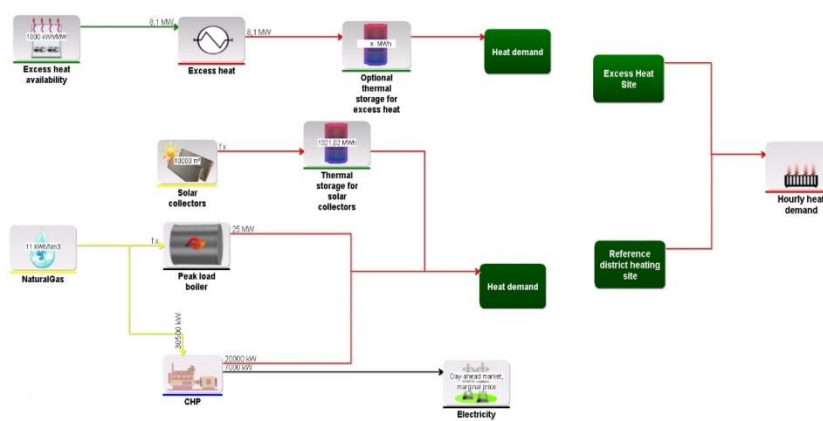 1000 kWh/MW
8,1 MW
8,1 MW
x MWh
Heat demand
Excess heat
availability
Excess heat
Optional
thermal
storage for
excess heat
Excess Heat
Site
10000 m²
f x
1021,02 MWh
Solar
collectors
Thermal
storage for
solar
collectors
Hourly heat
demand
11 kWh/Nm3
f x
25 MW
NaturalGas
Peak load
boiler
Heat demand
Reference
district heating
site
30500 kW
20000 kW
7000 kW
CHP
Day-ahead market,
marginal price
Electricity